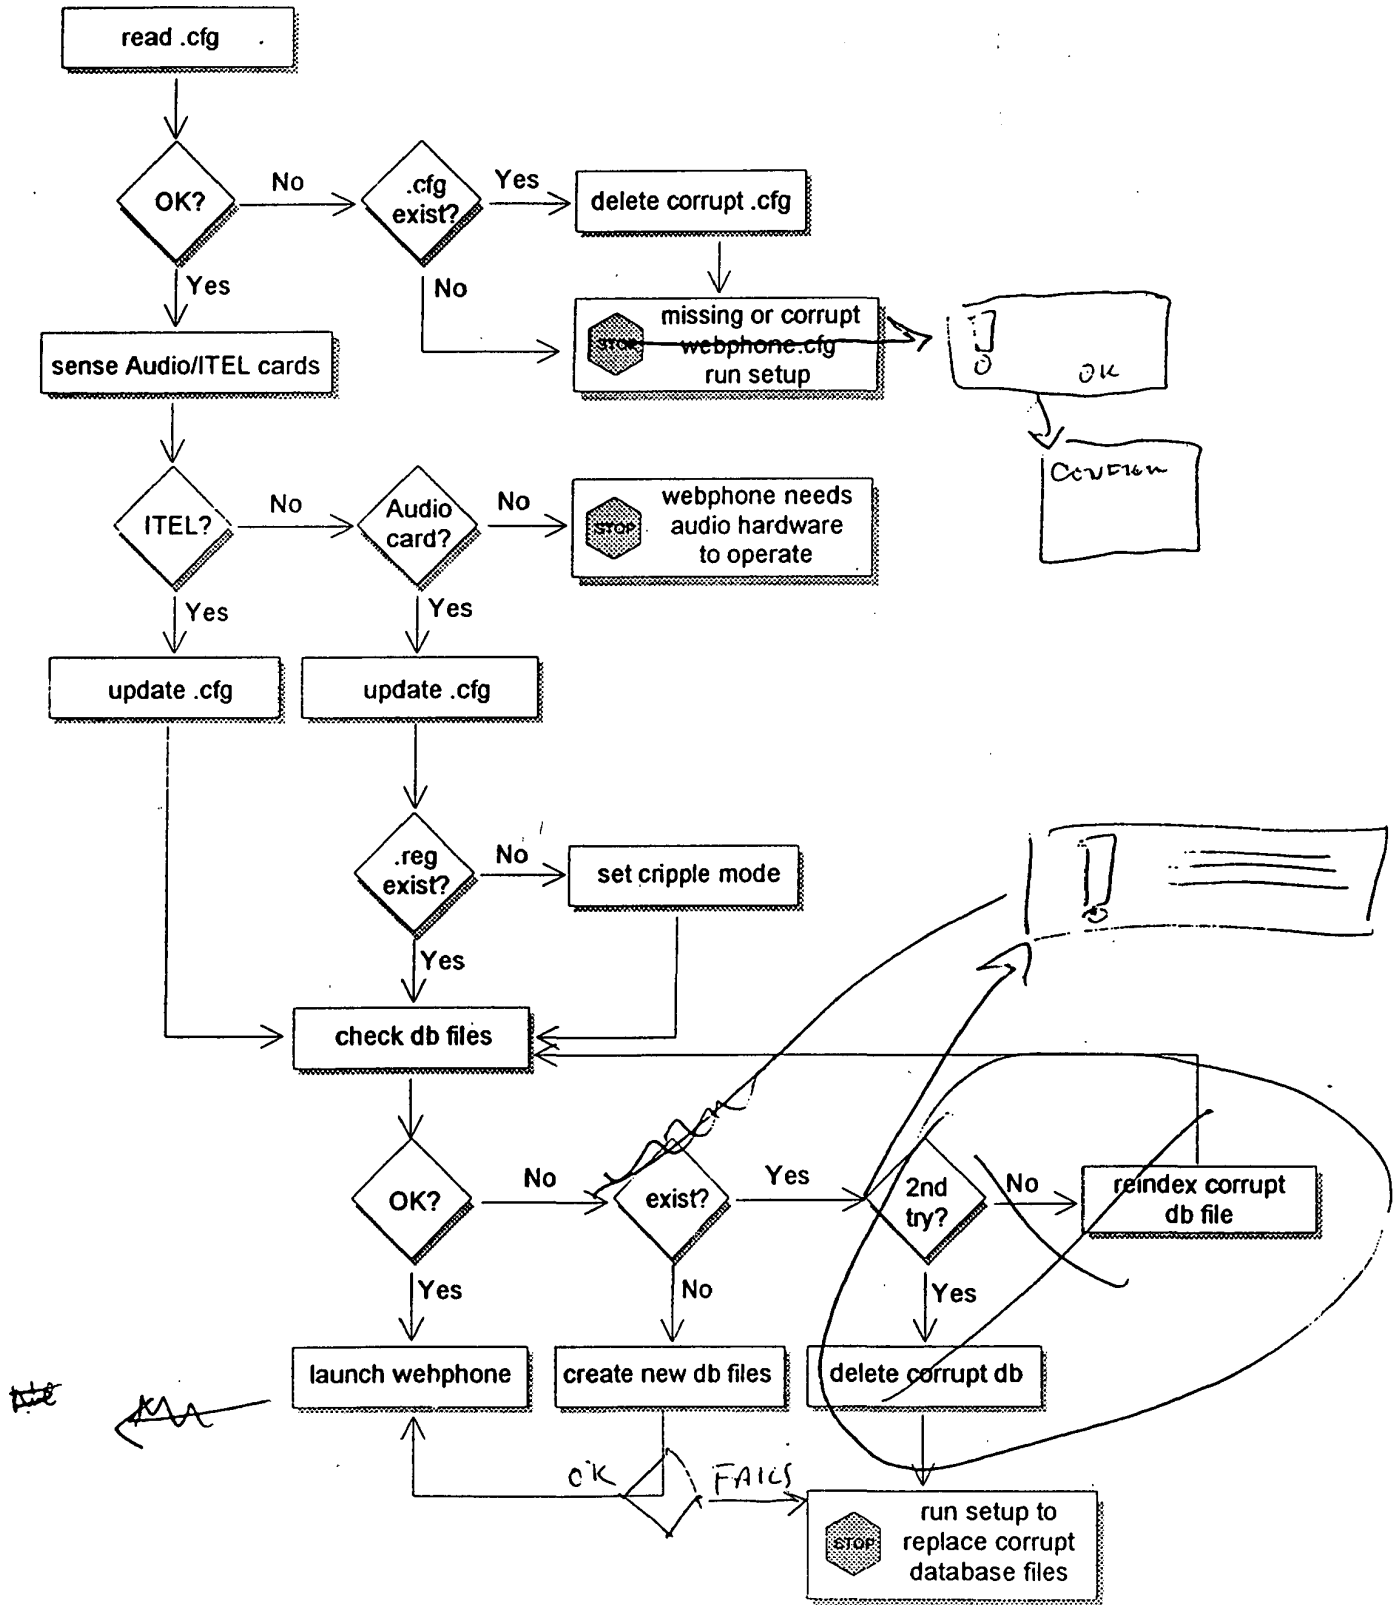 read .cfg
OK?
No
.cfg
exist?
Yes
delete corrupt .cfg
Yes
No
sense Audio/ITEL cards
STOP
missing or corrupt
webphone.cfg
run setup
OK
ITEL?
No
Audio
card?
No
STOP
webphone needs
audio hardware
to operate
Yes
Yes
update .cfg
update .cfg
.reg
exist?
No
set cripple mode
Yes
check db files
OK?
No
exist?
Yes
2nd
try?
No
reindex corrupt
db file
Yes
No
Yes
launch webphone
create new db files
delete corrupt db
OK
FAILS
STOP
run setup to
replace corrupt
database files